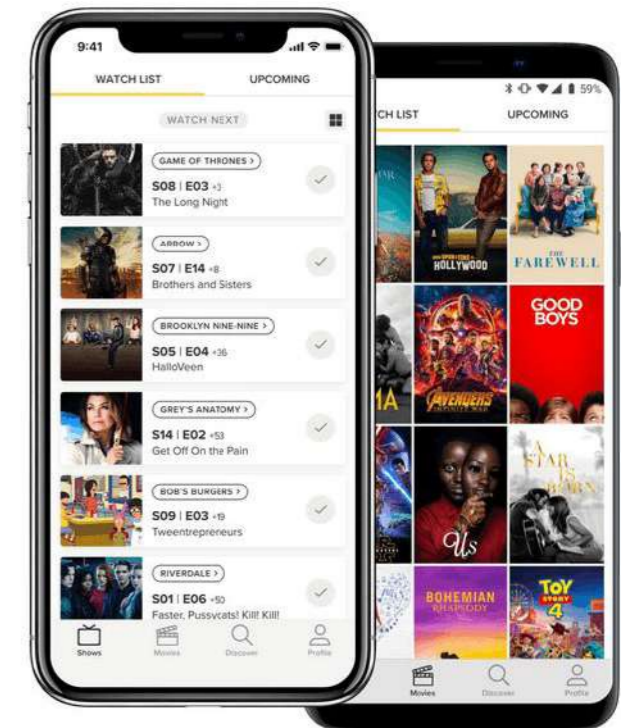 9:41
WATCH LIST UPCOMING
WATCH NEXT
GAME OF THRONES >
S08 | E03 +3
The Long Night
ARROW >
S07 | E14 +8
Brothers and Sisters
BROOKLYN NINE-NINE >
S05 | E04 +36
HalloVeen
GREY'S ANATOMY >
S14 | E02 +53
Get Off On the Pain
BOB'S BURGERS >
S09 | E03 +19
Tweentrepreneurs
RIVERDALE >
S01 | E06 +50
Faster, Pussycats! Kill! Kill!
Shows Movies Discover Profile
59%
CH LIST UPCOMING
HOLLYWOOD
THE
FAREWELL
MA
AVENGERS
INFINITY WAR
GOOD
BOYS
Us
A
STAR
IS
BORN
BOHEMIAN
RHAPSODY
TOY
STORY
4
Movies Discover Profile